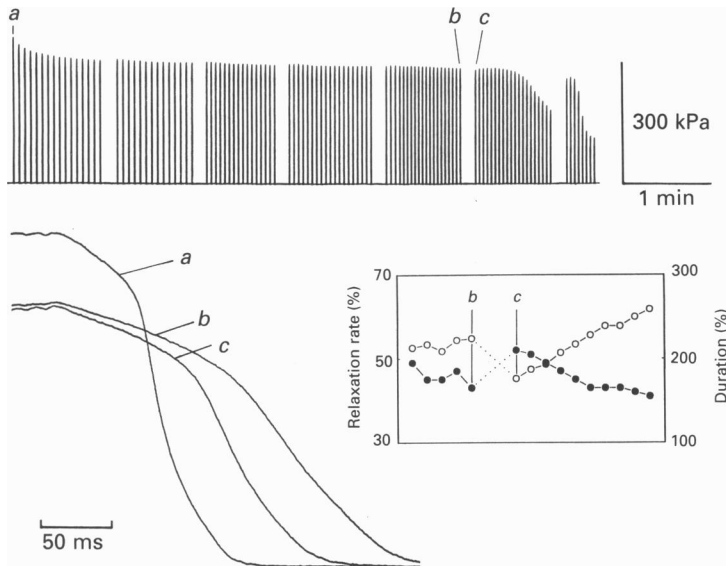 a
b
c
300 kPa
1 min
a
b
c
50 ms
70
50
30
Relaxation rate (%)
b
c
300
200
100
Duration (%)